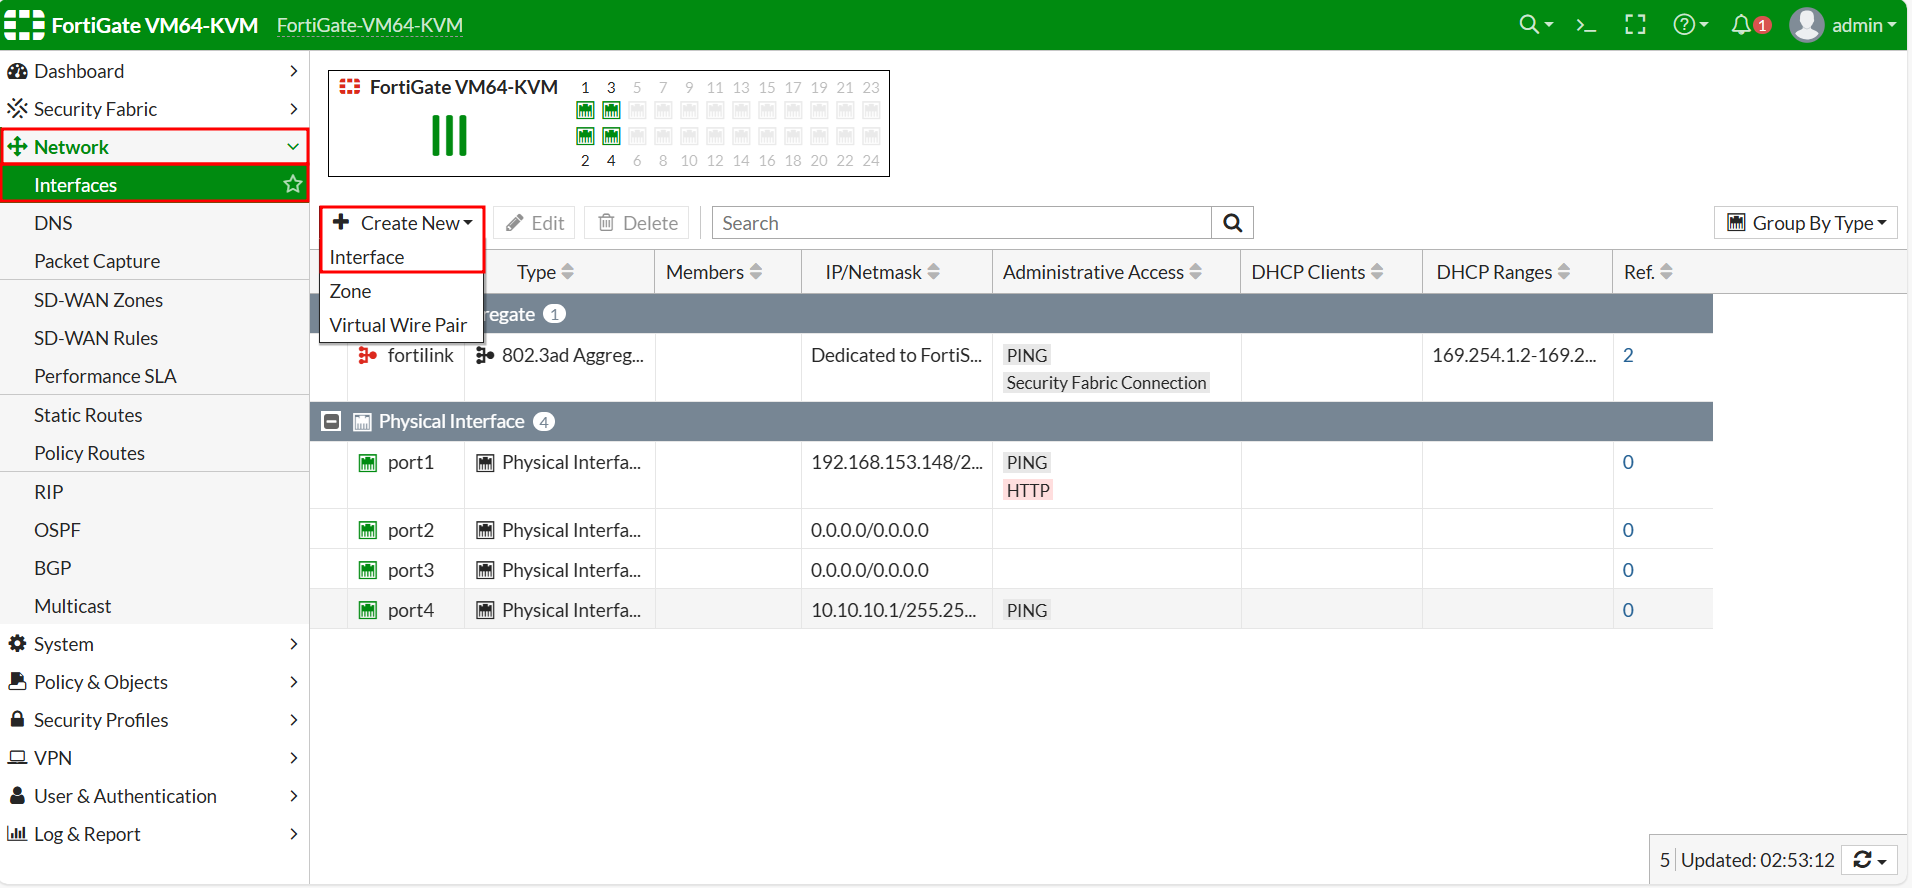 FortiGate VM64-KVM FortiGate-VM64-KVM 1 admin
Dashboard
Security Fabric
Network
Interfaces
DNS
Packet Capture
SD-WAN Zones
SD-WAN Rules
Performance SLA
Static Routes
Policy Routes
RIP
OSPF
BGP
Multicast
System
Policy & Objects
Security Profiles
VPN
User & Authentication
Log & Report
FortiGate VM64-KVM 1 3 5 7 9 11 13 15 17 19 21 23
2 4 6 8 10 12 14 16 18 20 22 24
Create New Edit Delete Search Group By Type
Interface
Zone
Virtual Wire Pair
Type Members IP/Netmask Administrative Access DHCP Clients DHCP Ranges Ref.
regate 1
fortilink 802.3ad Aggreg... Dedicated to FortiS... PING 169.254.1.2-169.2... 2
Security Fabric Connection
Physical Interface 4
port1 Physical Interfa... 192.168.153.148/2... PING 0
HTTP
port2 Physical Interfa... 0.0.0.0/0.0.0.0 0
port3 Physical Interfa... 0.0.0.0/0.0.0.0 0
port4 Physical Interfa... 10.10.10.1/255.25... PING 0
5 Updated: 02:53:12